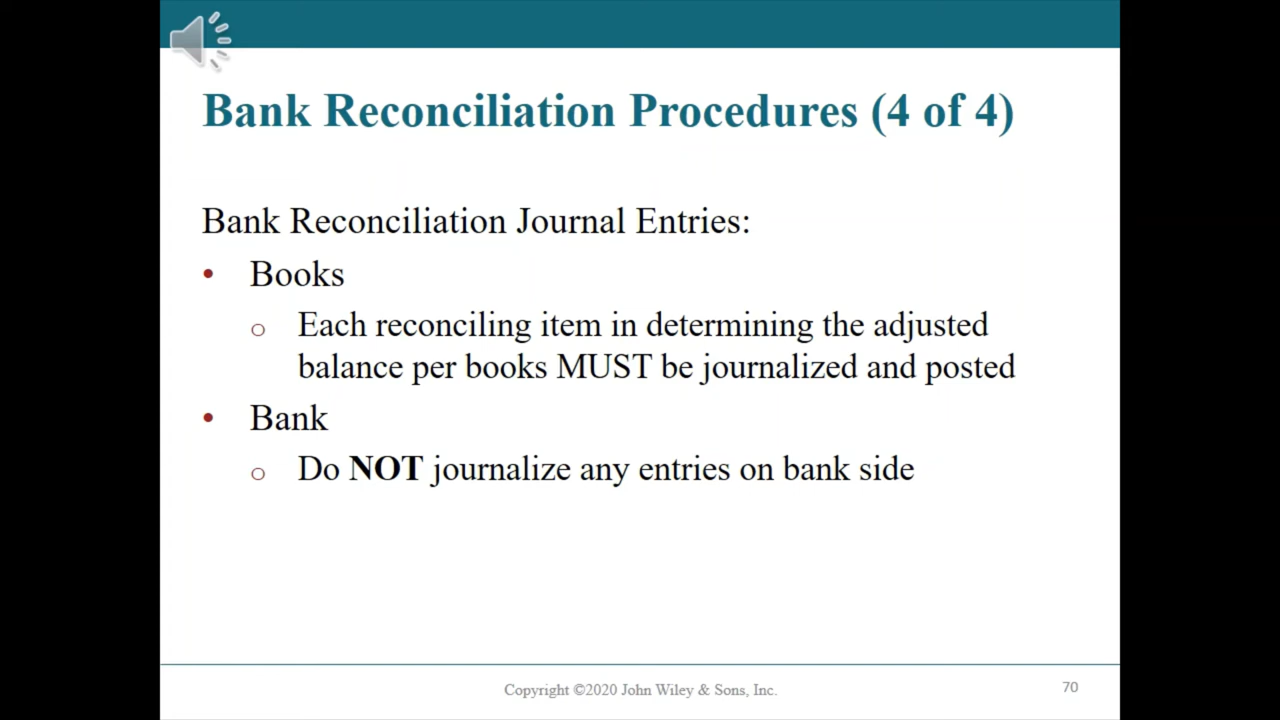 Bank Reconciliation Procedures (4 of 4)
Bank Reconciliation Journal Entries:
• Books
o Each reconciling item in determining the adjusted
balance per books MUST be journalized and posted
• Bank
o Do NOT journalize any entries on bank side
Copyright ©2020 John Wiley & Sons, Inc.
70